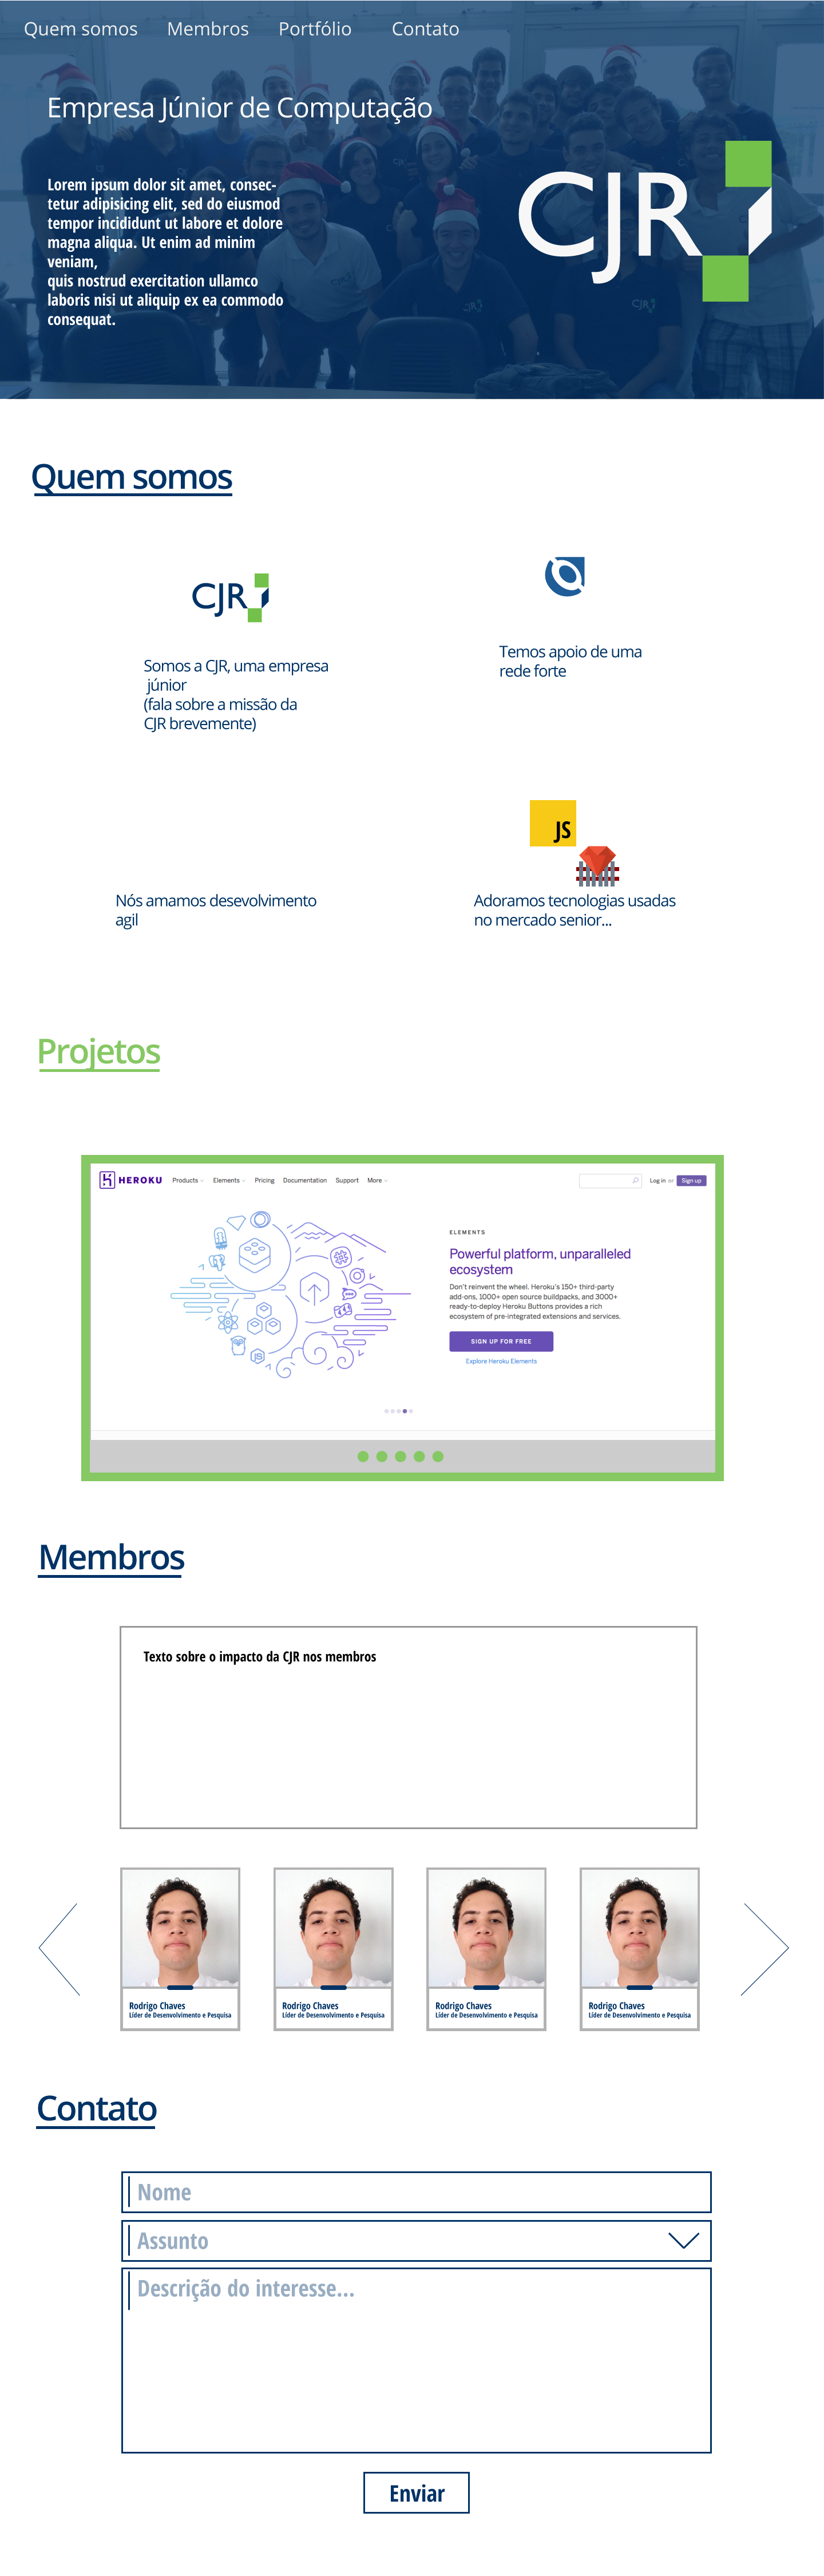 Quem somos Membros Portfólio Contato
Empresa Júnior de Computação
Lorem ipsum dolor sit amet, consec-
tetur adipisicing elit, sed do eiusmod
tempor incididunt ut labore et dolore
magna aliqua. Ut enim ad minim
veniam,
quis nostrud exercitation ullamco
laboris nisi ut aliquip ex ea commodo
consequat.
CJR
Quem somos
CJR
Somos a CJR, uma empresa
júnior
(fala sobre a missão da
CJR brevemente)
Temos apoio de uma
rede forte
Nós amamos desevolvimento
agil
JS
Adoramos tecnologias usadas
no mercado senior...
Projetos
HEROKU Products Elements Pricing Documentation Support More Log in or Sign up
ELEMENTS
Powerful platform, unparalleled
ecosystem
Don't reinvent the wheel. Heroku's 150+ third-party
add-ons, 1000+ open source buildpacks, and 3000+
ready-to-deploy Heroku Buttons provides a rich
ecosystem of pre-integrated extensions and services.
SIGN UP FOR FREE
Explore Heroku Elements
JS
Membros
Texto sobre o impacto da CJR nos membros
Rodrigo Chaves
Líder de Desenvolvimento e Pesquisa
Rodrigo Chaves
Líder de Desenvolvimento e Pesquisa
Rodrigo Chaves
Líder de Desenvolvimento e Pesquisa
Rodrigo Chaves
Líder de Desenvolvimento e Pesquisa
Contato
Nome
Assunto
Descrição do interesse...
Enviar